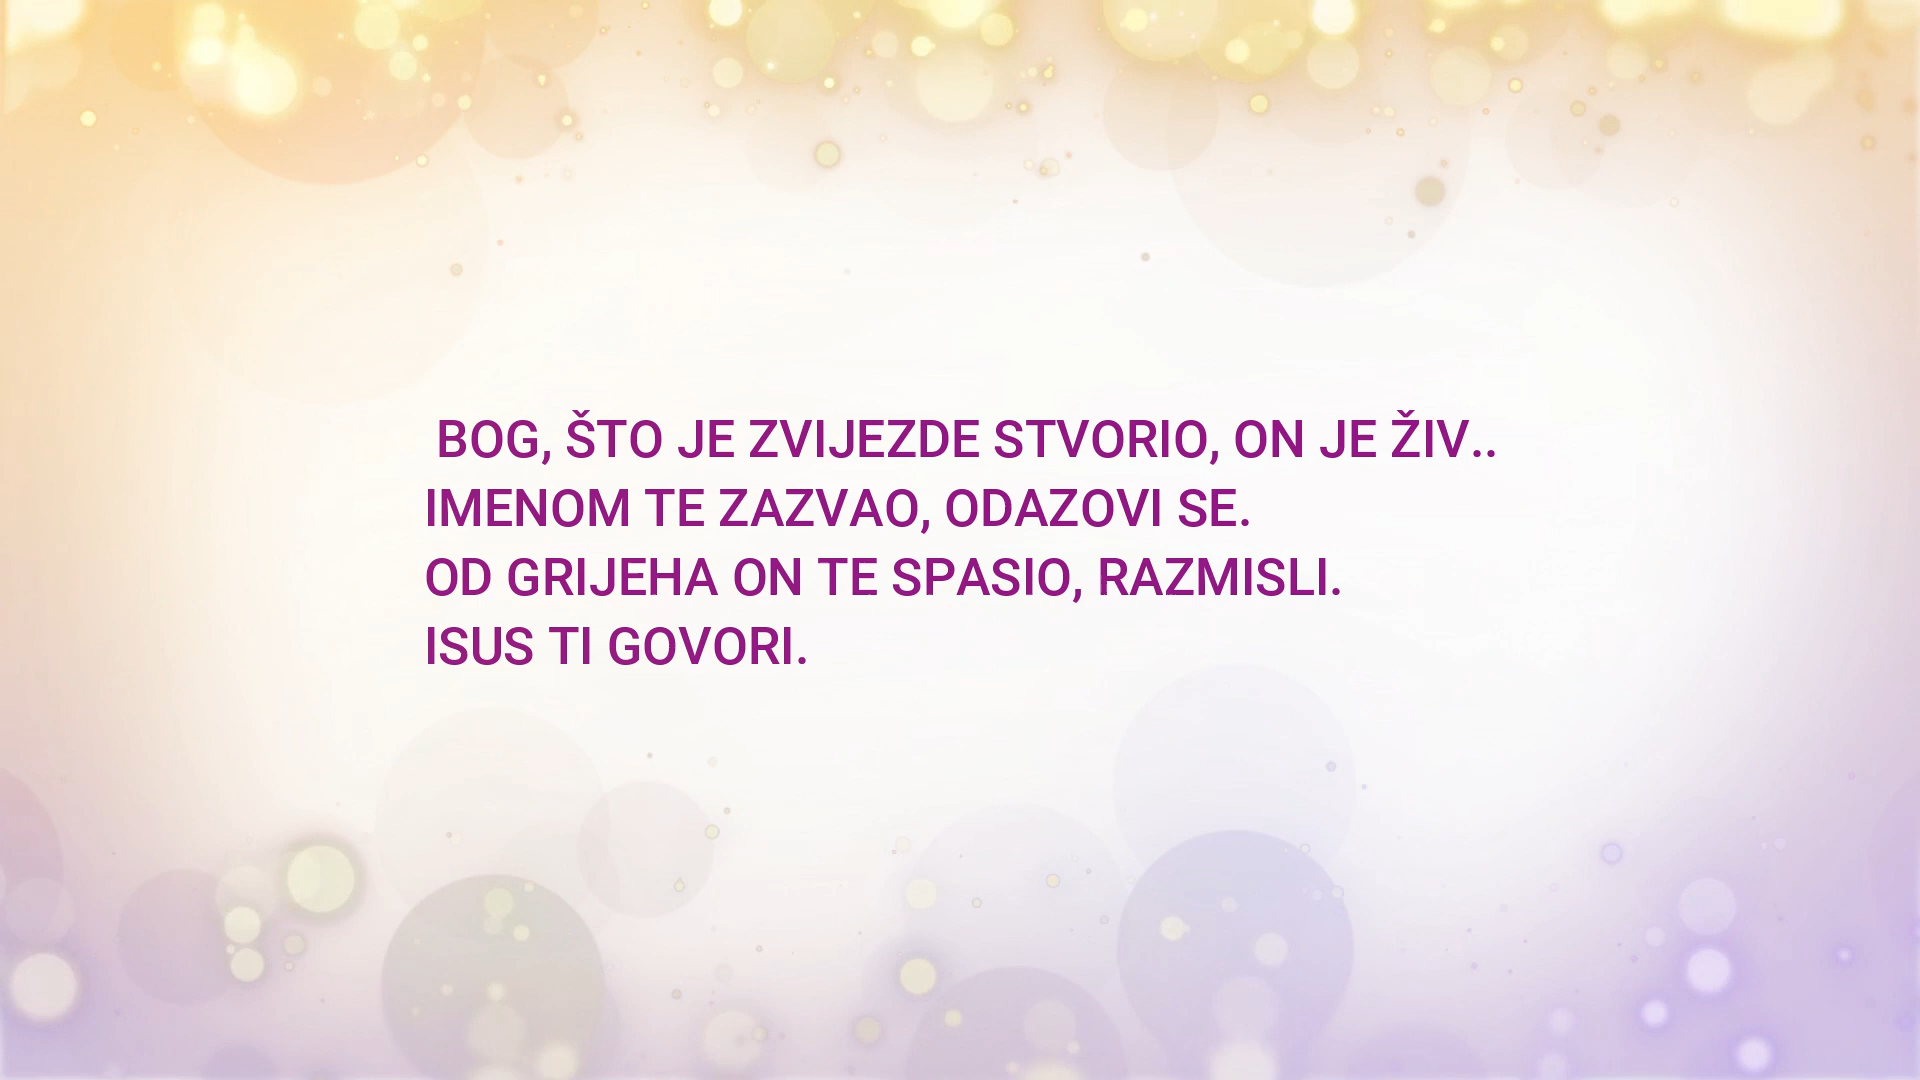 BOG, ŠTO JE ZVIJEZDE STVORIO, ON JE ŽIV..
IMENOM TE ZAZVAO, ODAZOVI SE.
OD GRIJEHA ON TE SPASIO, RAZMISLI.
ISUS TI GOVORI.